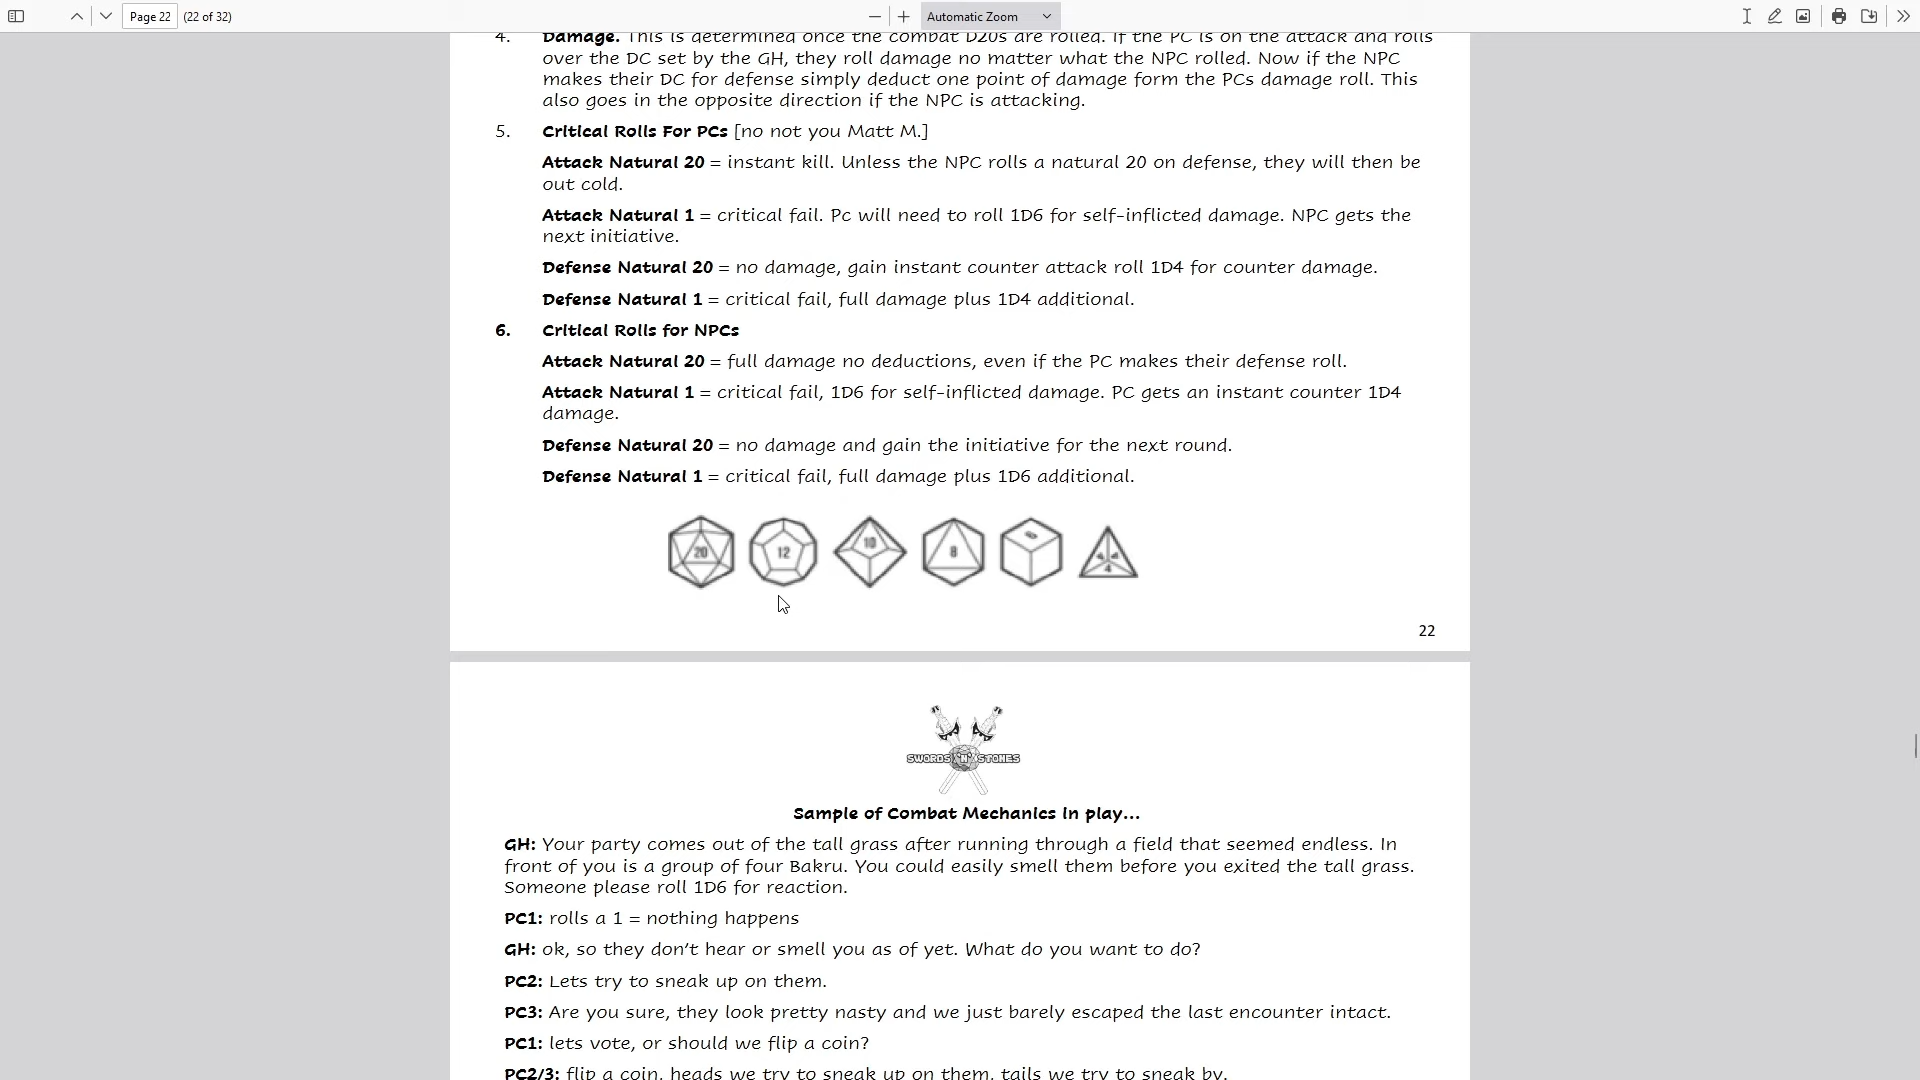 Page 22 (22 of 32) Automatic Zoom
4. Damage. This is determined once the combat D20s are rolled. If the PC is on the attack and rolls
over the DC set by the GH, they roll damage no matter what the NPC rolled. Now if the NPC
makes their DC for defense simply deduct one point of damage form the PCs damage roll. This
also goes in the opposite direction if the NPC is attacking.
5. Critical Rolls For PCs [no not you Matt M.]
Attack Natural 20 = instant kill. Unless the NPC rolls a natural 20 on defense, they will then be
out cold.
Attack Natural 1 = critical fail. Pc will need to roll 1D6 for self-inflicted damage. NPC gets the
next initiative.
Defense Natural 20 = no damage, gain instant counter attack roll 1D4 for counter damage.
Defense Natural 1 = critical fail, full damage plus 1D4 additional.
6. Critical Rolls for NPCs
Attack Natural 20 = full damage no deductions, even if the PC makes their defense roll.
Attack Natural 1 = critical fail, 1D6 for self-inflicted damage. PC gets an instant counter 1D4
damage.
Defense Natural 20 = no damage and gain the initiative for the next round.
Defense Natural 1 = critical fail, full damage plus 1D6 additional.
20 12 10 8 6 4
22
SWORDS 'N' STONES
Sample of Combat Mechanics in play...
GH: Your party comes out of the tall grass after running through a field that seemed endless. In
front of you is a group of four Bakru. You could easily smell them before you exited the tall grass.
Someone please roll 1D6 for reaction.
PC1: rolls a 1 = nothing happens
GH: ok, so they don't hear or smell you as of yet. What do you want to do?
PC2: Lets try to sneak up on them.
PC3: Are you sure, they look pretty nasty and we just barely escaped the last encounter intact.
PC1: lets vote, or should we flip a coin?
PC2/3: flip a coin, heads we try to sneak up on them, tails we try to sneak by.